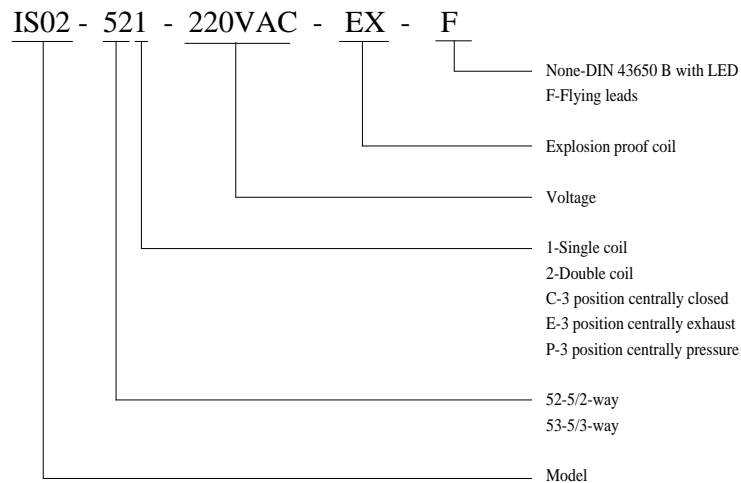 IS02 - 521 - 220VAC - EX - F
None-DIN 43650 B with LED
F-Flying leads
Explosion proof coil
Voltage
1-Single coil
2-Double coil
C-3 position centrally closed
E-3 position centrally exhaust
P-3 position centrally pressure
52-5/2-way
53-5/3-way
Model